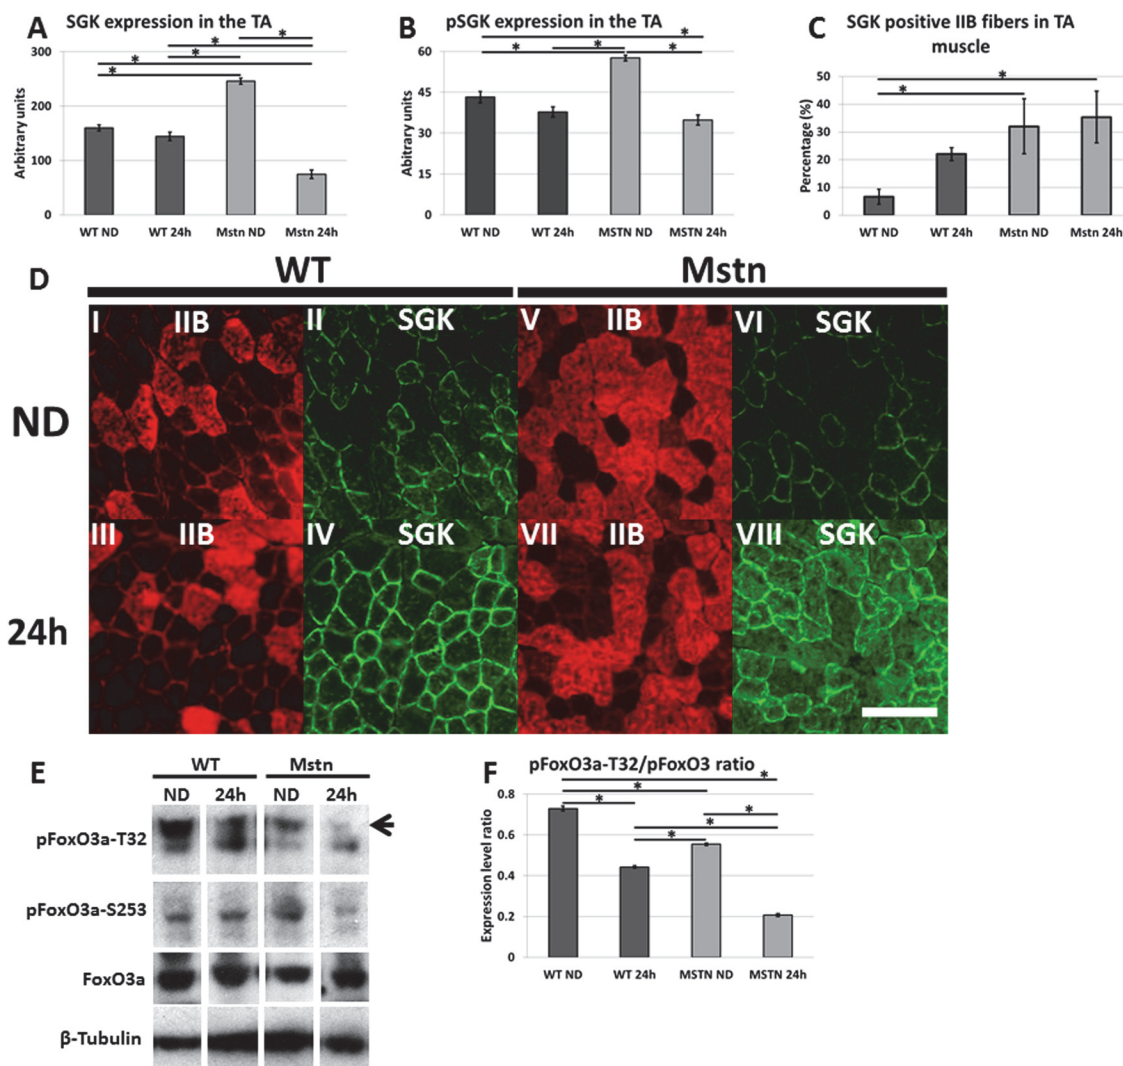 A SGK expression in the TA
* * * * *
300
200
100
0
Arbitrary units
WT ND WT 24h Mstn ND Mstn 24h
B pSGK expression in the TA
* * * * *
60
45
30
15
0
Abitrary units
WT ND WT 24h MSTN ND MSTN 24h
C SGK positive IIB fibers in TA
muscle
* *
50
40
30
20
10
0
Percentage (%)
WT ND WT 24h Mstn ND Mstn 24h
D WT Mstn
ND
I IIB II SGK V IIB VI SGK
24h
III IIB IV SGK VII IIB VIII SGK
E WT Mstn
ND 24h ND 24h
pFoxO3a-T32
pFoxO3a-S253
FoxO3a
β-Tubulin
F pFoxO3a-T32/pFoxO3 ratio
* * * * * *
0.8
0.6
0.4
0.2
0
Expression level ratio
WT ND WT 24h MSTN ND MSTN 24h